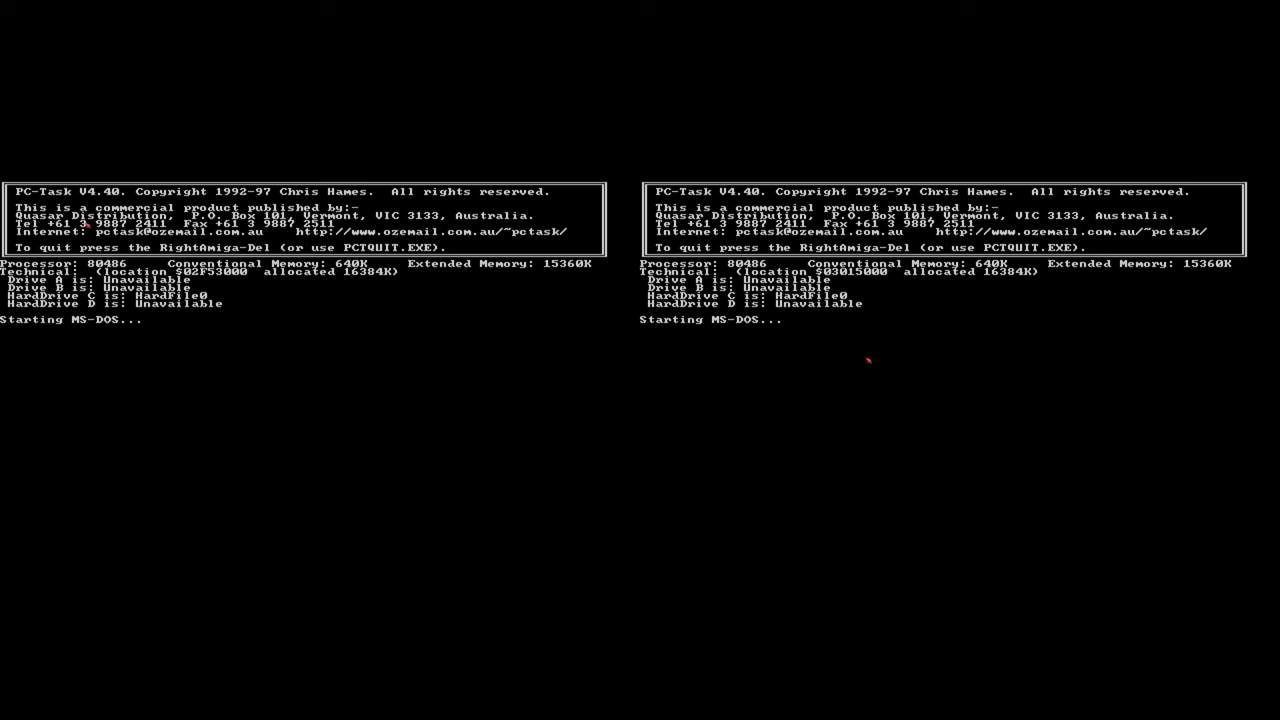 PC-Task V4.40. Copyright 1992-97 Chris Hames.  All rights reserved.
This is a commercial product published by:-
Quasar Distribution,  P.O. Box 101, Vermont, VIC 3133, Australia.
Tel +61 3 9887 2411  Fax +61 3 9887 2511
Internet: pctask@ozemail.com.au    http://www.ozemail.com.au/~pctask/
To quit press the RightAmiga-Del (or use PCTQUIT.EXE).
Processor: 80486     Conventional Memory: 640K     Extended Memory: 15360K
Technical:  (location $02F53000  allocated 16384K)
Drive A is: Unavailable
Drive B is: Unavailable
HardDrive C is: HardFile0
HardDrive D is: Unavailable
Starting MS-DOS...
PC-Task V4.40. Copyright 1992-97 Chris Hames.  All rights reserved.
This is a commercial product published by:-
Quasar Distribution,  P.O. Box 101, Vermont, VIC 3133, Australia.
Tel +61 3 9887 2411  Fax +61 3 9887 2511
Internet: pctask@ozemail.com.au    http://www.ozemail.com.au/~pctask/
To quit press the RightAmiga-Del (or use PCTQUIT.EXE).
Processor: 80486     Conventional Memory: 640K     Extended Memory: 15360K
Technical:  (location $03015000  allocated 16384K)
Drive A is: Unavailable
Drive B is: Unavailable
HardDrive C is: HardFile0
HardDrive D is: Unavailable
Starting MS-DOS...